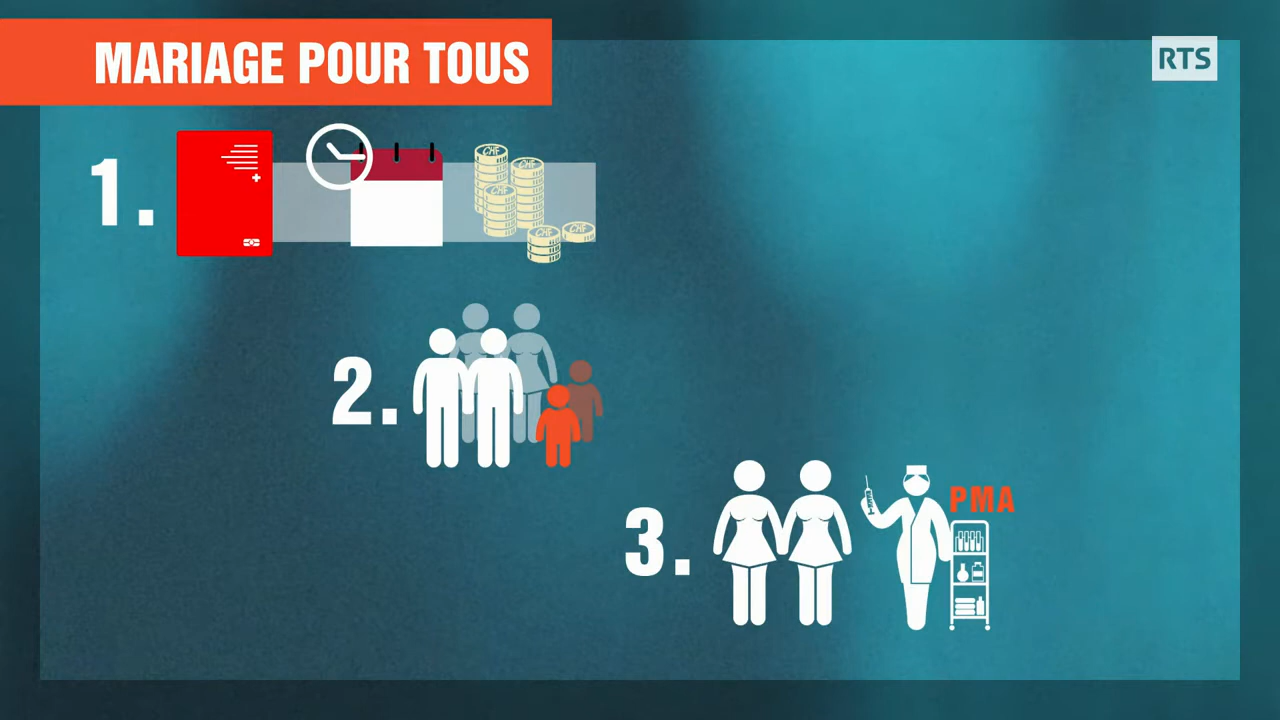 MARIAGE POUR TOUS
RTS
1.
CHF
CHF
CHF
CHF
CHF
2.
3.
PMA